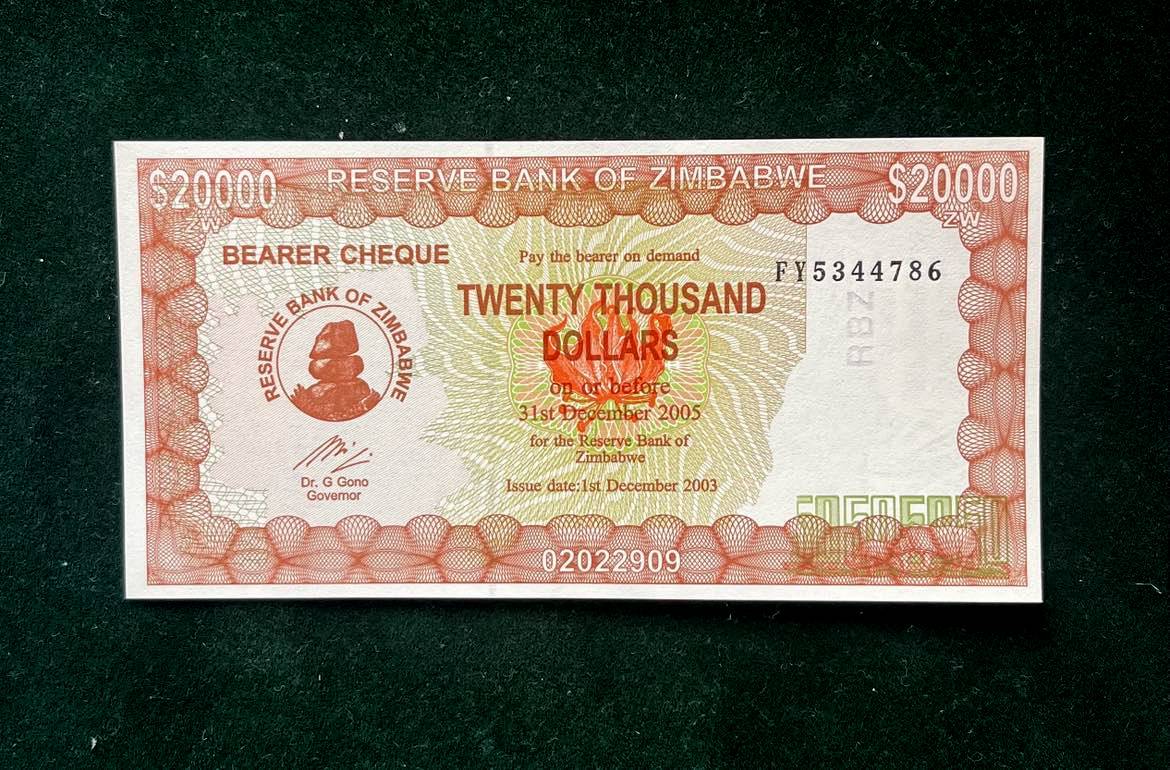 $20000
ZW
RESERVE BANK OF ZIMBABWE
$20000
ZW
BEARER CHEQUE
Pay the bearer on demand
FY5344786
TWENTY THOUSAND
DOLLARS
on or before
31st December 2005
for the Reserve Bank of
Zimbabwe
Issue date:1st December 2003
RESERVE BANK OF ZIMBABWE
Dr. G Gono
Governor
RBZ
02022909